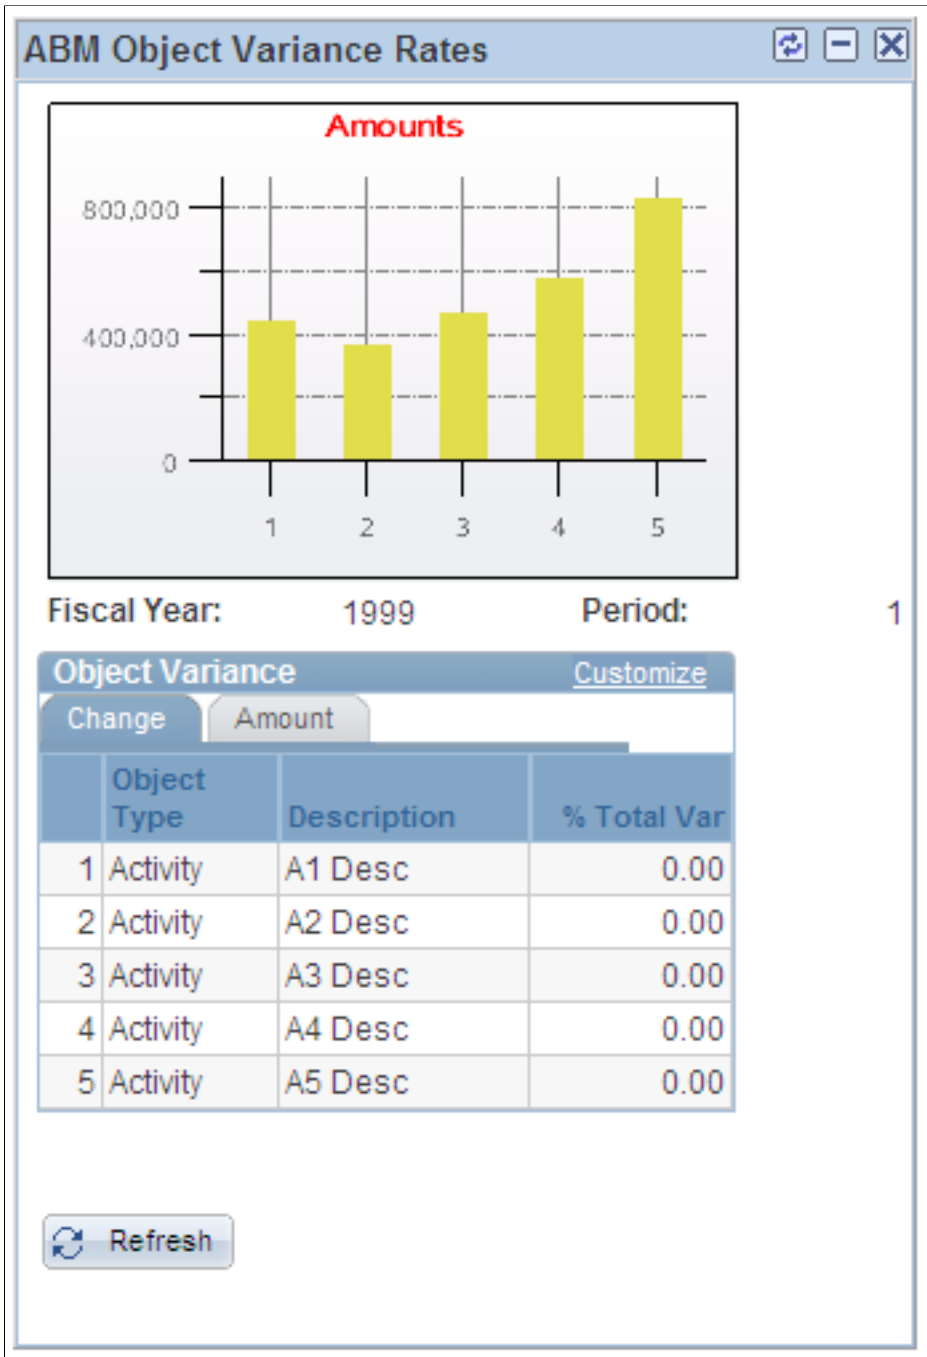 ABM Object Variance Rates
Amounts
800,000
400,000
0
1 2 3 4 5
Fiscal Year: 1999 Period: 1
Object Variance Customize
Change Amount
Object Type Description % Total Var
1 Activity A1 Desc 0.00
2 Activity A2 Desc 0.00
3 Activity A3 Desc 0.00
4 Activity A4 Desc 0.00
5 Activity A5 Desc 0.00
Refresh